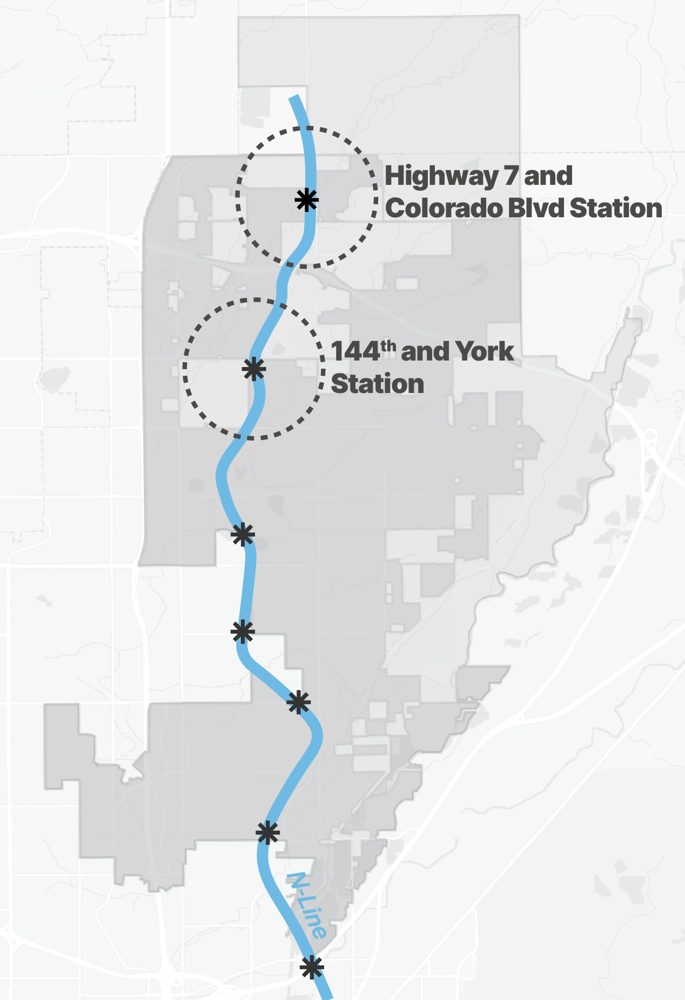 Highway 7 and
Colorado Blvd Station
144th and York
Station
N-Line